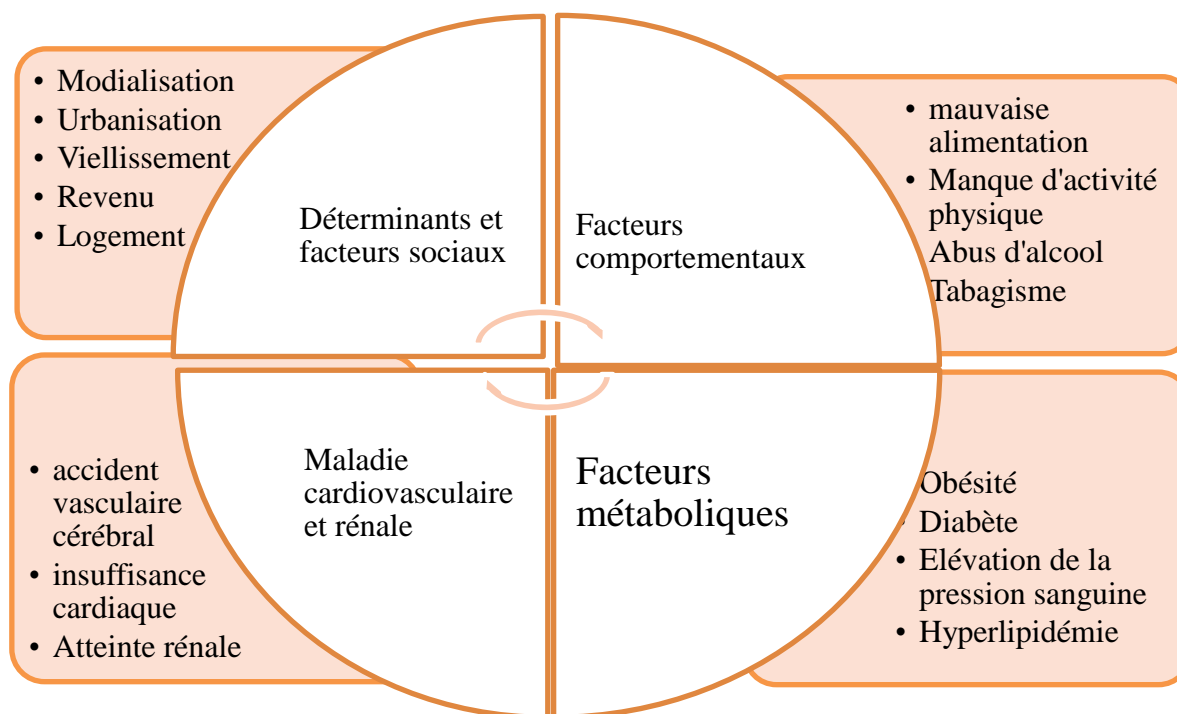 • Modialisation
• Urbanisation
• Viellissement
• Revenu
• Logement
Déterminants et
facteurs sociaux
Facteurs
comportementaux
• mauvaise
alimentation
• Manque d'activité
physique
Abus d'alcool
Tabagisme
• accident
vasculaire
cérébral
• insuffisance
cardiaque
• Atteinte rénale
Maladie
cardiovasculaire
et rénale
Facteurs
métaboliques
Obésité
• Diabète
• Elévation de la
pression sanguine
• Hyperlipidémie